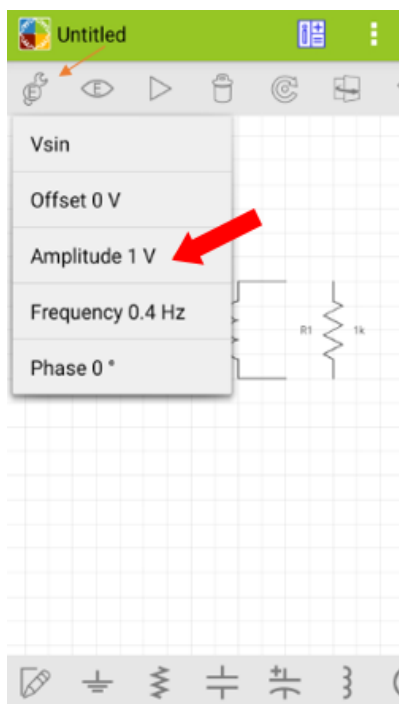 Untitled
Vsin
Offset 0 V
Amplitude 1 V
Frequency 0.4 Hz
Phase 0 °
R1 1k